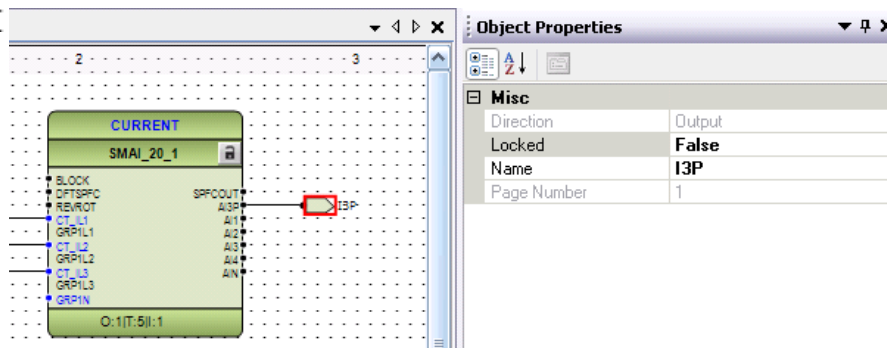 Object Properties
2
3
Misc
Direction Output
Locked False
Name I3P
Page Number 1
CURRENT
SMAI_20_1
BLOCK
DFTSPFC SPFCOUT
REVROT AI3P I3P
CT_IL1 AI1
GRP1L1 AI2
CT_IL2 AI3
GRP1L2 AI4
CT_IL3 AIN
GRP1L3
GRP1N
O:1|T:5|I:1